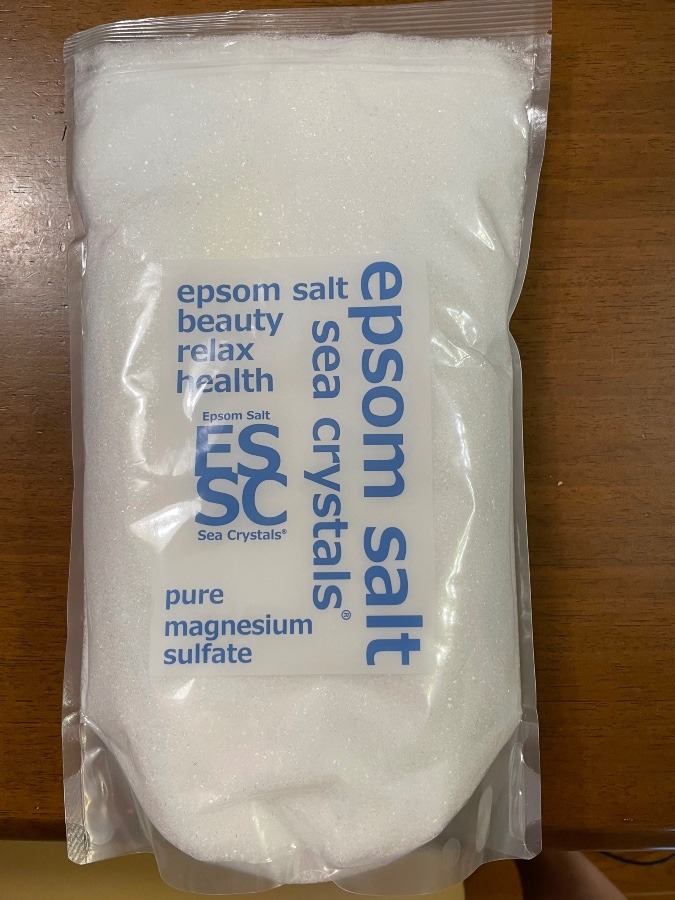 epsom salt
beauty
relax
health
Epsom Salt
ES
SC
Sea Crystals®
pure
magnesium
sulfate
sea crystals®
epsom salt